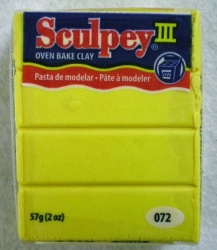 Sculpey III®
OVEN BAKE CLAY
Pasta de modelar • Pâte à modeler
57g (2 oz)
072